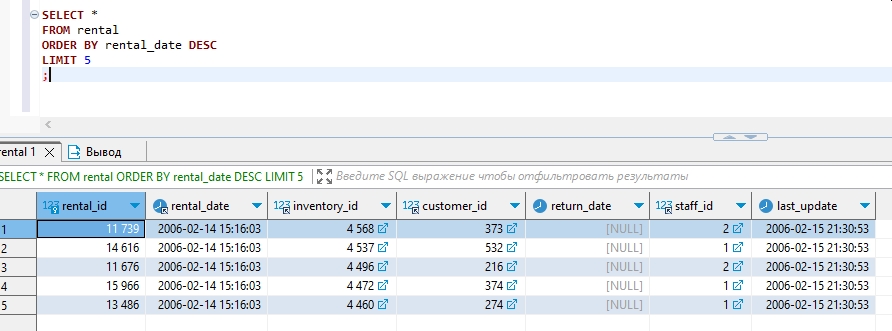 SELECT *
FROM rental
ORDER BY rental_date DESC
LIMIT 5
;
rental 1 Вывод
SELECT * FROM rental ORDER BY rental_date DESC LIMIT 5 Введите SQL выражение чтобы отфильтровать результаты
123 rental_id rental_date 123 inventory_id 123 customer_id return_date 123 staff_id last_update
1 11 739 2006-02-14 15:16:03 4 568 373 [NULL] 2 2006-02-15 21:30:53
2 14 616 2006-02-14 15:16:03 4 537 532 [NULL] 1 2006-02-15 21:30:53
3 11 676 2006-02-14 15:16:03 4 496 216 [NULL] 2 2006-02-15 21:30:53
4 15 966 2006-02-14 15:16:03 4 472 374 [NULL] 1 2006-02-15 21:30:53
5 13 486 2006-02-14 15:16:03 4 460 274 [NULL] 1 2006-02-15 21:30:53